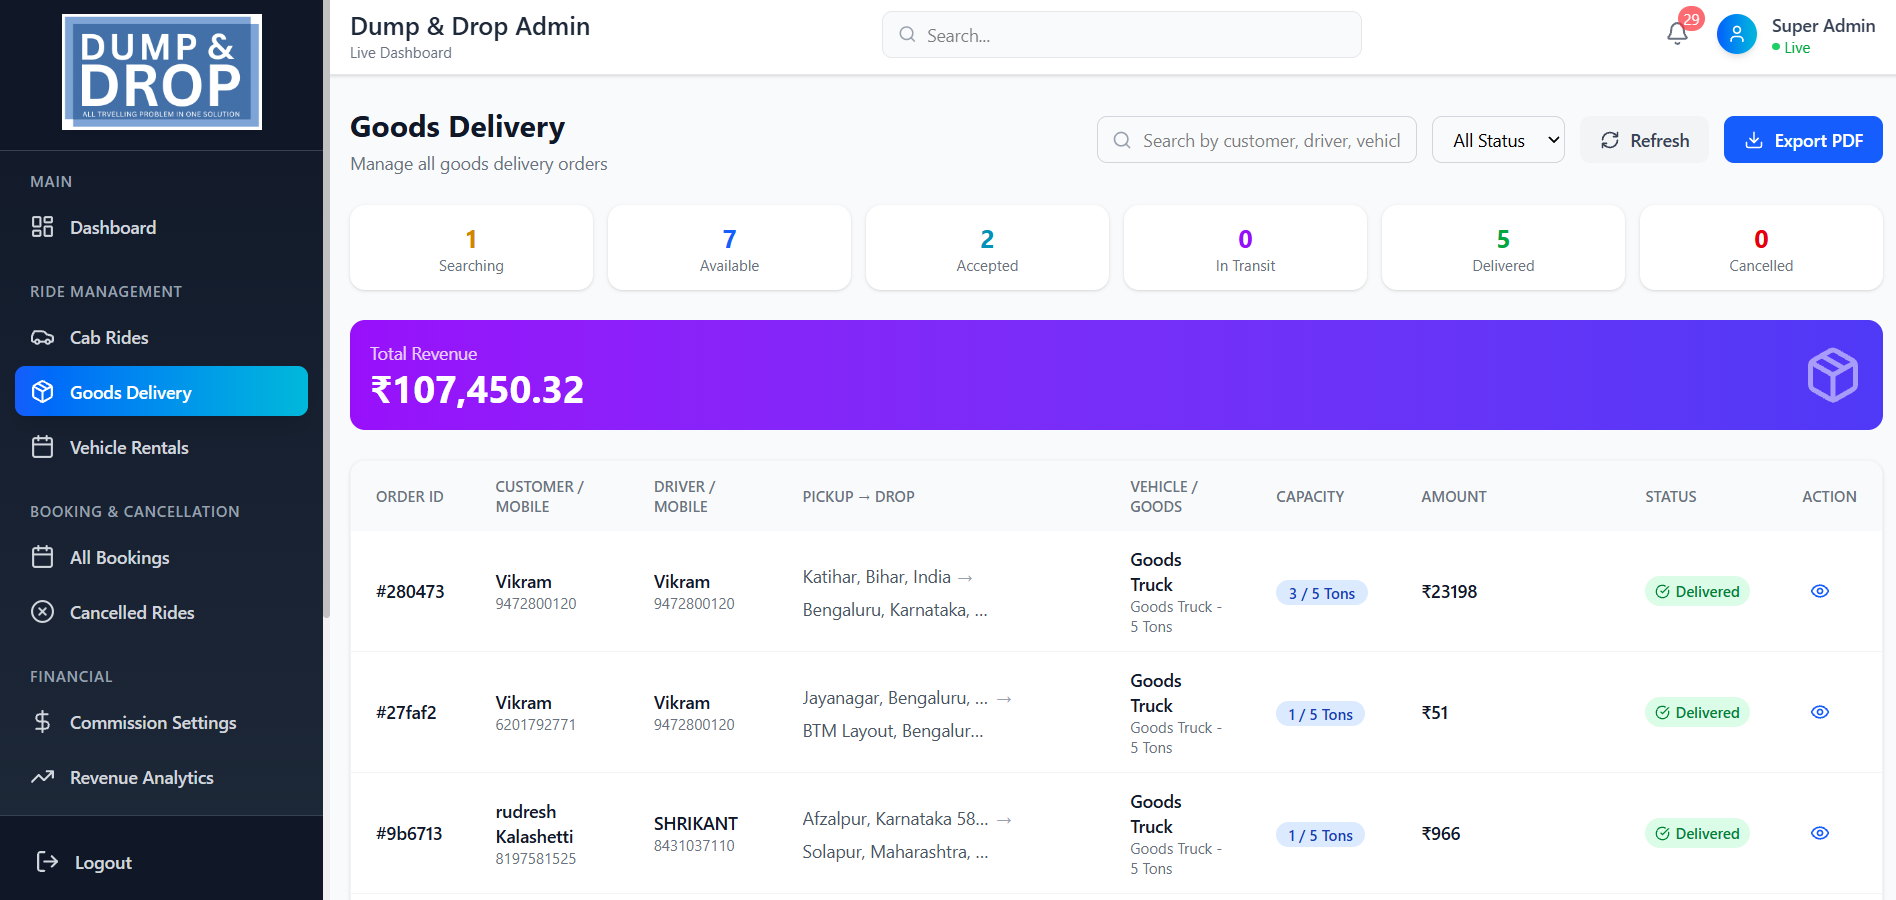 DUMP &
DROP
ALL TRVELLING PROBLEM IN ONE SOLUTION
MAIN
Dashboard
RIDE MANAGEMENT
Cab Rides
Goods Delivery
Vehicle Rentals
BOOKING & CANCELLATION
All Bookings
Cancelled Rides
FINANCIAL
Commission Settings
Revenue Analytics
Logout
Dump & Drop Admin
Live Dashboard
Search...
29
Super Admin
Live
Goods Delivery
Manage all goods delivery orders
Search by customer, driver, vehicl
All Status
Refresh
Export PDF
1
Searching
7
Available
2
Accepted
0
In Transit
5
Delivered
0
Cancelled
Total Revenue
₹107,450.32
ORDER ID
CUSTOMER /
MOBILE
DRIVER /
MOBILE
PICKUP → DROP
VEHICLE /
GOODS
CAPACITY
AMOUNT
STATUS
ACTION
#280473
Vikram
9472800120
Vikram
9472800120
Katihar, Bihar, India →
Bengaluru, Karnataka, ...
Goods
Truck
Goods Truck -
5 Tons
3 / 5 Tons
₹23198
Delivered
#27faf2
Vikram
6201792771
Vikram
9472800120
Jayanagar, Bengaluru, ... →
BTM Layout, Bengalur...
Goods
Truck
Goods Truck -
5 Tons
1 / 5 Tons
₹51
Delivered
#9b6713
rudresh
Kalashetti
8197581525
SHRIKANT
8431037110
Afzalpur, Karnataka 58... →
Solapur, Maharashtra, ...
Goods
Truck
Goods Truck -
5 Tons
1 / 5 Tons
₹966
Delivered